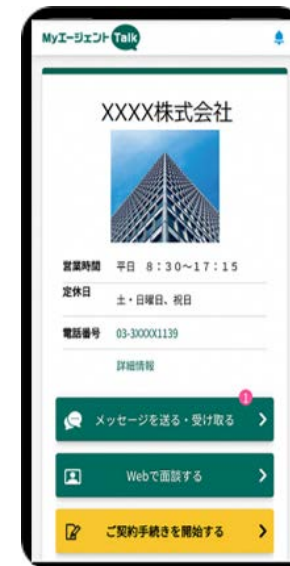 Myエージェント Talk
XXXX株式会社
営業時間 平日 8:30~17:15
定休日 土・日曜日、祝日
電話番号 03-3XXXX1139
詳細情報
1
メッセージを送る・受け取る
Webで面談する
ご契約手続きを開始する